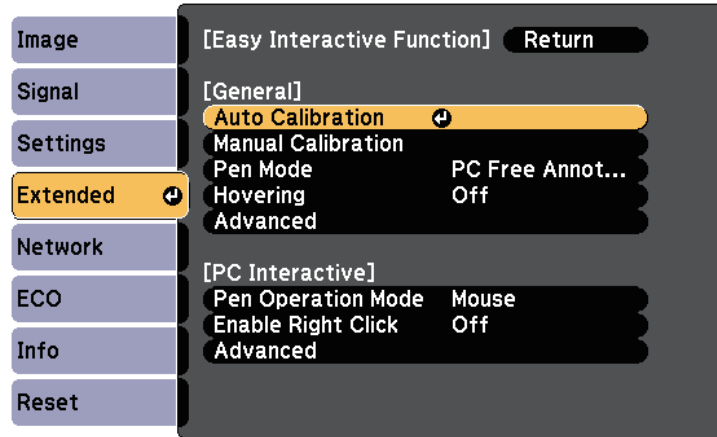 Image
Signal
Settings
Extended
Network
ECO
Info
Reset
[Easy Interactive Function] Return
[General]
Auto Calibration
Manual Calibration
Pen Mode PC Free Annot...
Hovering Off
Advanced
[PC Interactive]
Pen Operation Mode Mouse
Enable Right Click Off
Advanced